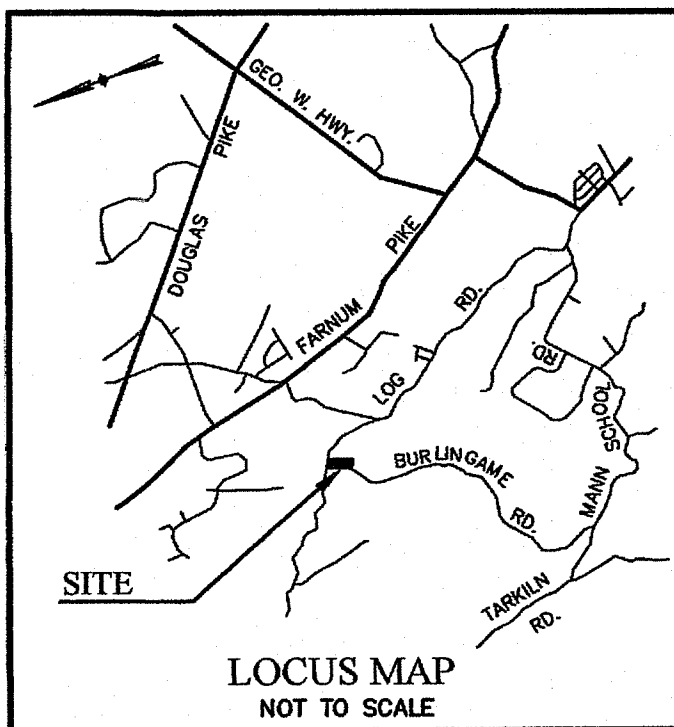 GEO. W. HWY.
DOUGLAS PIKE
FARNUM PIKE
LOG RD.
RD.
MANN SCHOOL
BURLINGAME RD.
TARKILN RD.
SITE
LOCUS MAP
NOT TO SCALE